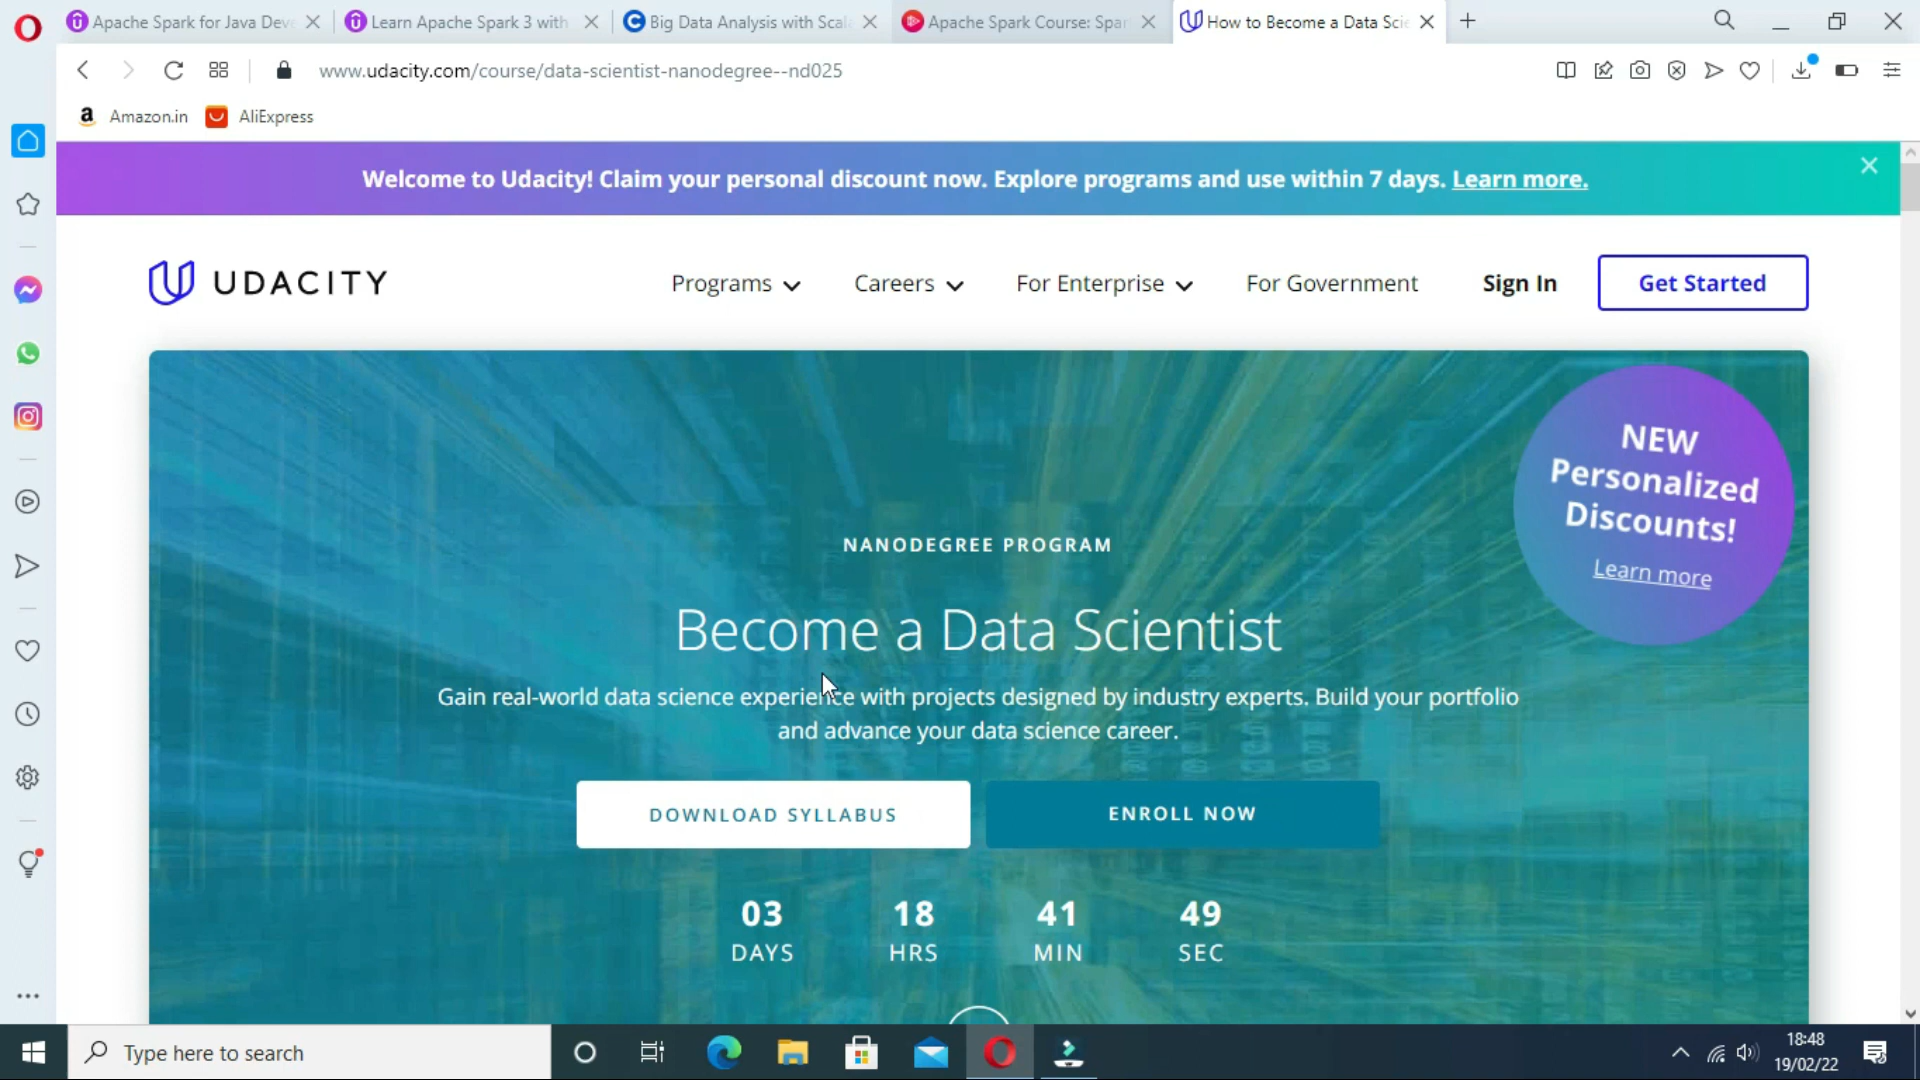 Apache Spark for Java Deve
Learn Apache Spark 3 with
Big Data Analysis with Scal
Apache Spark Course: Spar
How to Become a Data Scie
www.udacity.com/course/data-scientist-nanodegree--nd025
Amazon.in
AliExpress
Welcome to Udacity! Claim your personal discount now. Explore programs and use within 7 days. Learn more.
UDACITY
Programs
Careers
For Enterprise
For Government
Sign In
Get Started
NEW
Personalized
Discounts!
Learn more
NANODEGREE PROGRAM
Become a Data Scientist
Gain real-world data science experience with projects designed by industry experts. Build your portfolio
and advance your data science career.
DOWNLOAD SYLLABUS
ENROLL NOW
03 18 41 49
DAYS HRS MIN SEC
Type here to search
18:48
19/02/22